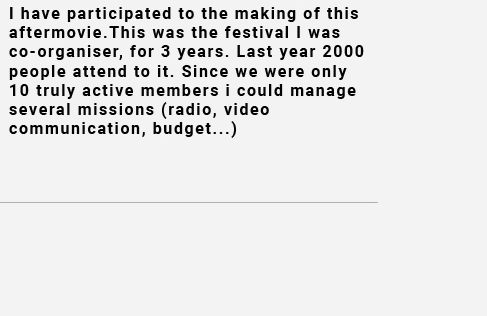 I have participated to the making of this
aftermovie.This was the festival I was
co-organiser, for 3 years. Last year 2000
people attend to it. Since we were only
10 truly active members i could manage
several missions (radio, video
communication, budget...)